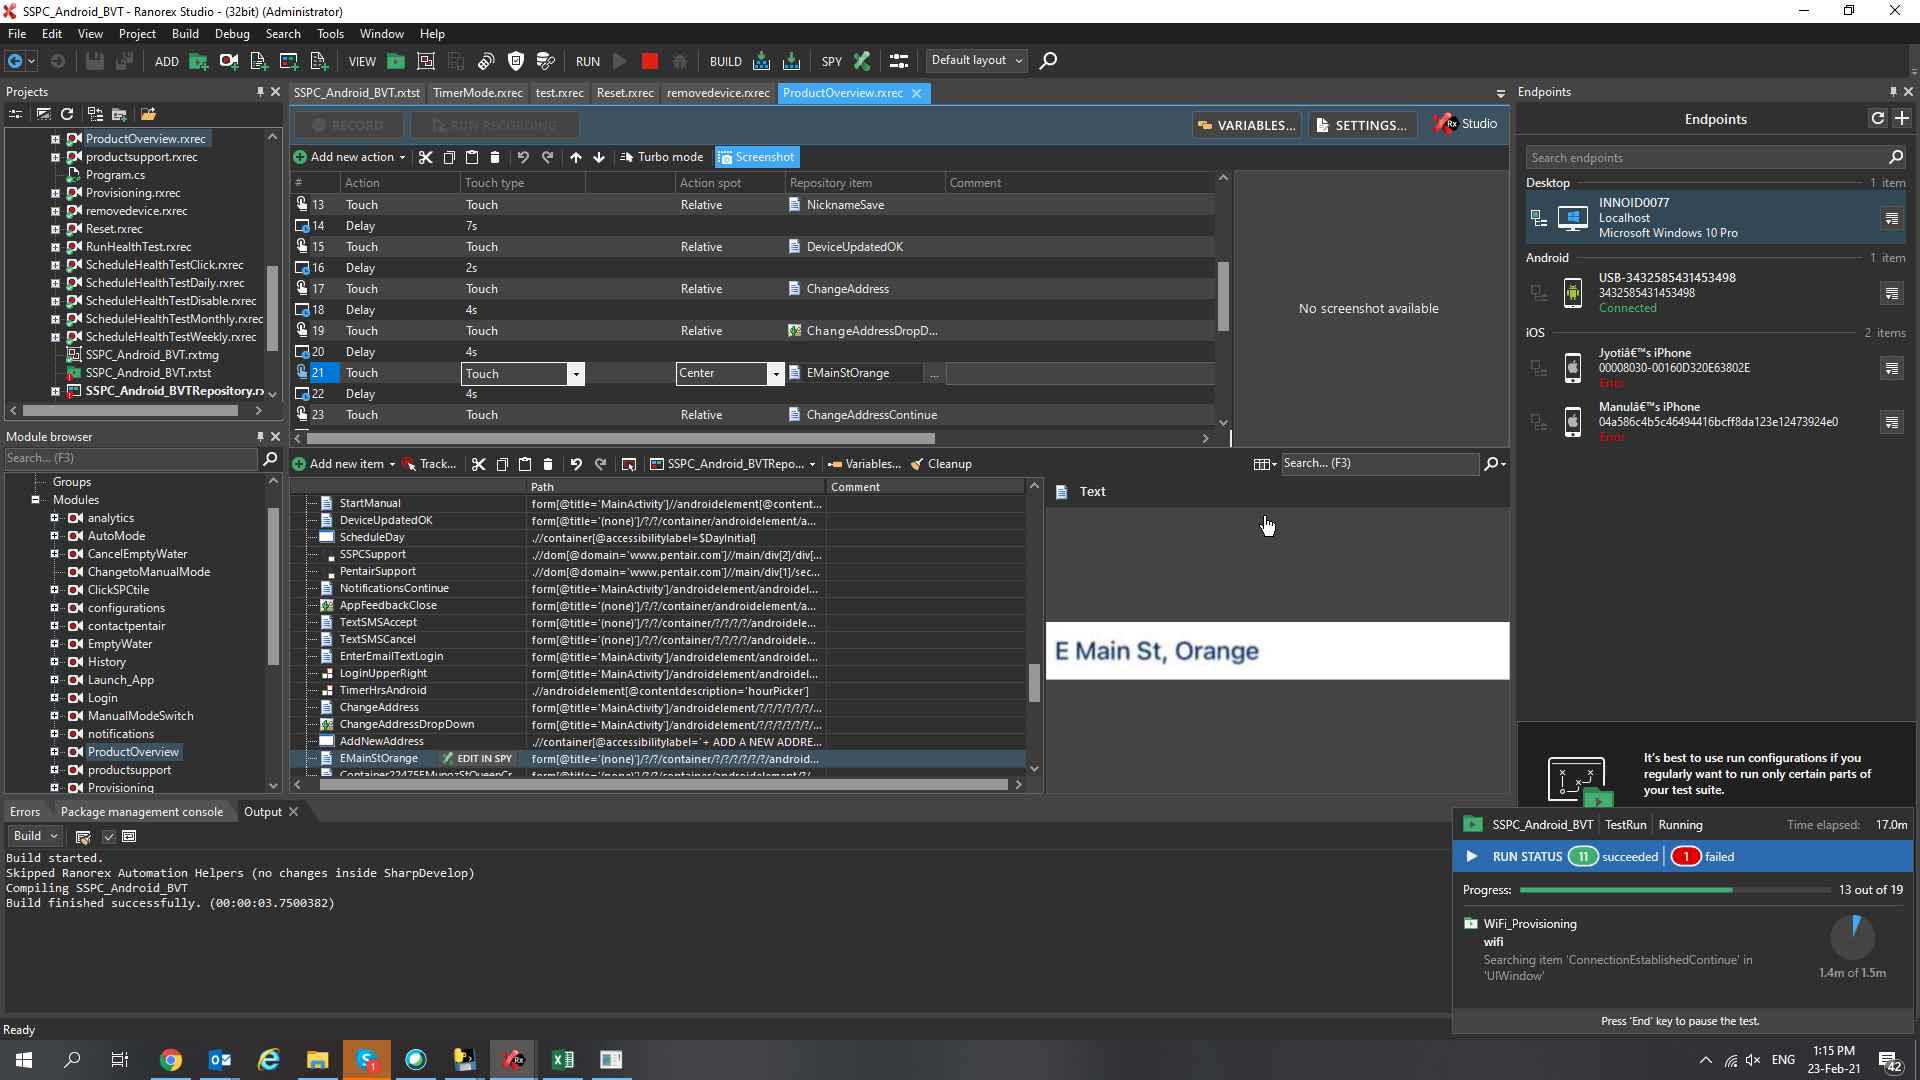 SSPC_Android_BVT - Ranorex Studio - (32bit) (Administrator)
File Edit View Project Build Debug Search Tools Window Help
ADD VIEW RUN BUILD SPY Default layout
Projects
ProductOverview.rxrec
productsupport.rxrec
Program.cs
Provisioning.rxrec
removedevice.rxrec
Reset.rxrec
RunHealthTest.rxrec
ScheduleHealthTestClick.rxrec
ScheduleHealthTestDaily.rxrec
ScheduleHealthTestDisable.rxrec
ScheduleHealthTestMonthly.rxrec
ScheduleHealthTestWeekly.rxrec
SSPC_Android_BVT.rxtmg
SSPC_Android_BVT.rxtst
SSPC_Android_BVTRepository.rx
Module browser
Search... (F3)
Groups
Modules
analytics
AutoMode
CancelEmptyWater
ChangetoManualMode
ClickSPCtile
configurations
contactpentair
EmptyWater
History
Launch_App
Login
ManualModeSwitch
notifications
ProductOverview
productsupport
Provisioning
SSPC_Android_BVT.rxtst TimerMode.rxrec test.rxrec Reset.rxrec removedevice.rxrec ProductOverview.rxrec
RECORD RUN RECORDING VARIABLES... SETTINGS... Rx Studio
Add new action Turbo mode Screenshot
# Action Touch type Action spot Repository item Comment
13 Touch Touch Relative NicknameSave
14 Delay 7s
15 Touch Touch Relative DeviceUpdatedOK
16 Delay 2s
17 Touch Touch Relative ChangeAddress
18 Delay 4s
19 Touch Touch Relative ChangeAddressDropD...
20 Delay 4s
21 Touch Touch Center EMainStOrange ...
22 Delay 4s
23 Touch Touch Relative ChangeAddressContinue
No screenshot available
Add new item Track... SSPC_Android_BVTRepo... Variables... Cleanup Search... (F3)
Path Comment
StartManual form[@title='MainActivity']//androidelement[@content...
DeviceUpdatedOK form[@title='(none)']/?/?/container/androidelement/a...
ScheduleDay .//container[@accessibilitylabel=$DayInitial]
SSPCSupport .//dom[@domain='www.pentair.com']//main/div[2]/div[...
PentairSupport .//dom[@domain='www.pentair.com']//main/div[1]/sec...
NotificationsContinue form[@title='MainActivity']/androidelement/androidel...
AppFeedbackClose form[@title='(none)']/?/?/container/androidelement/a...
TextSMSAccept form[@title='(none)']/?/?/container/?/?/?/?/androidele...
TextSMSCancel form[@title='(none)']/?/?/container/?/?/?/?/androidele...
EnterEmailTextLogin form[@title='MainActivity']/androidelement/androidel...
LoginUpperRight form[@title='MainActivity']/androidelement/androidel...
TimerHrsAndroid .//androidelement[@contentdescription='hourPicker']
ChangeAddress form[@title='MainActivity']/androidelement/?/?/?/?/?/...
ChangeAddressDropDown form[@title='MainActivity']/androidelement/?/?/?/?/?/...
AddNewAddress .//container[@accessibilitylabel='+ ADD A NEW ADDRE...
EMainStOrange EDIT IN SPY form[@title='(none)']/?/?/container/?/?/?/?/?/?/android...
Text
E Main St, Orange
Endpoints
Endpoints
Search endpoints
Desktop 1 item
INNOID0077
Localhost
Microsoft Windows 10 Pro
Android 1 item
USB-3432585431453498
3432585431453498
Connected
iOS 2 items
Jyotiâ€™s iPhone
00008030-00160D320E63802E
Error
Manulâ€™s iPhone
04a586c4b5c46494416bcff8da123e12473924e0
Error
It's best to use run configurations if you
regularly want to run only certain parts of
your test suite.
SSPC_Android_BVT TestRun Running Time elapsed: 17.0m
RUN STATUS 11 succeeded 1 failed
Progress: 13 out of 19
WiFi_Provisioning
wifi
Searching item 'ConnectionEstablishedContinue' in
'UIWindow'
1.4m of 1.5m
Press 'End' key to pause the test.
Errors Package management console Output
Build
Build started.
Skipped Ranorex Automation Helpers (no changes inside SharpDevelop)
Compiling SSPC_Android_BVT
Build finished successfully. (00:00:03.7500382)
Ready
ENG
1:15 PM
23-Feb-21
42